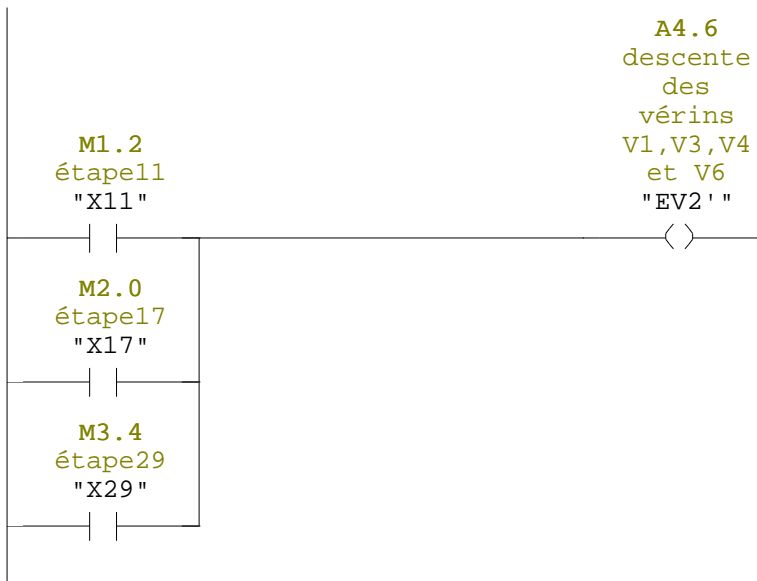 A4.6
descente
des
vérins
V1,V3,V4
et V6
"EV2'"
M1.2
étape11
"X11"
M2.0
étape17
"X17"
M3.4
étape29
"X29"